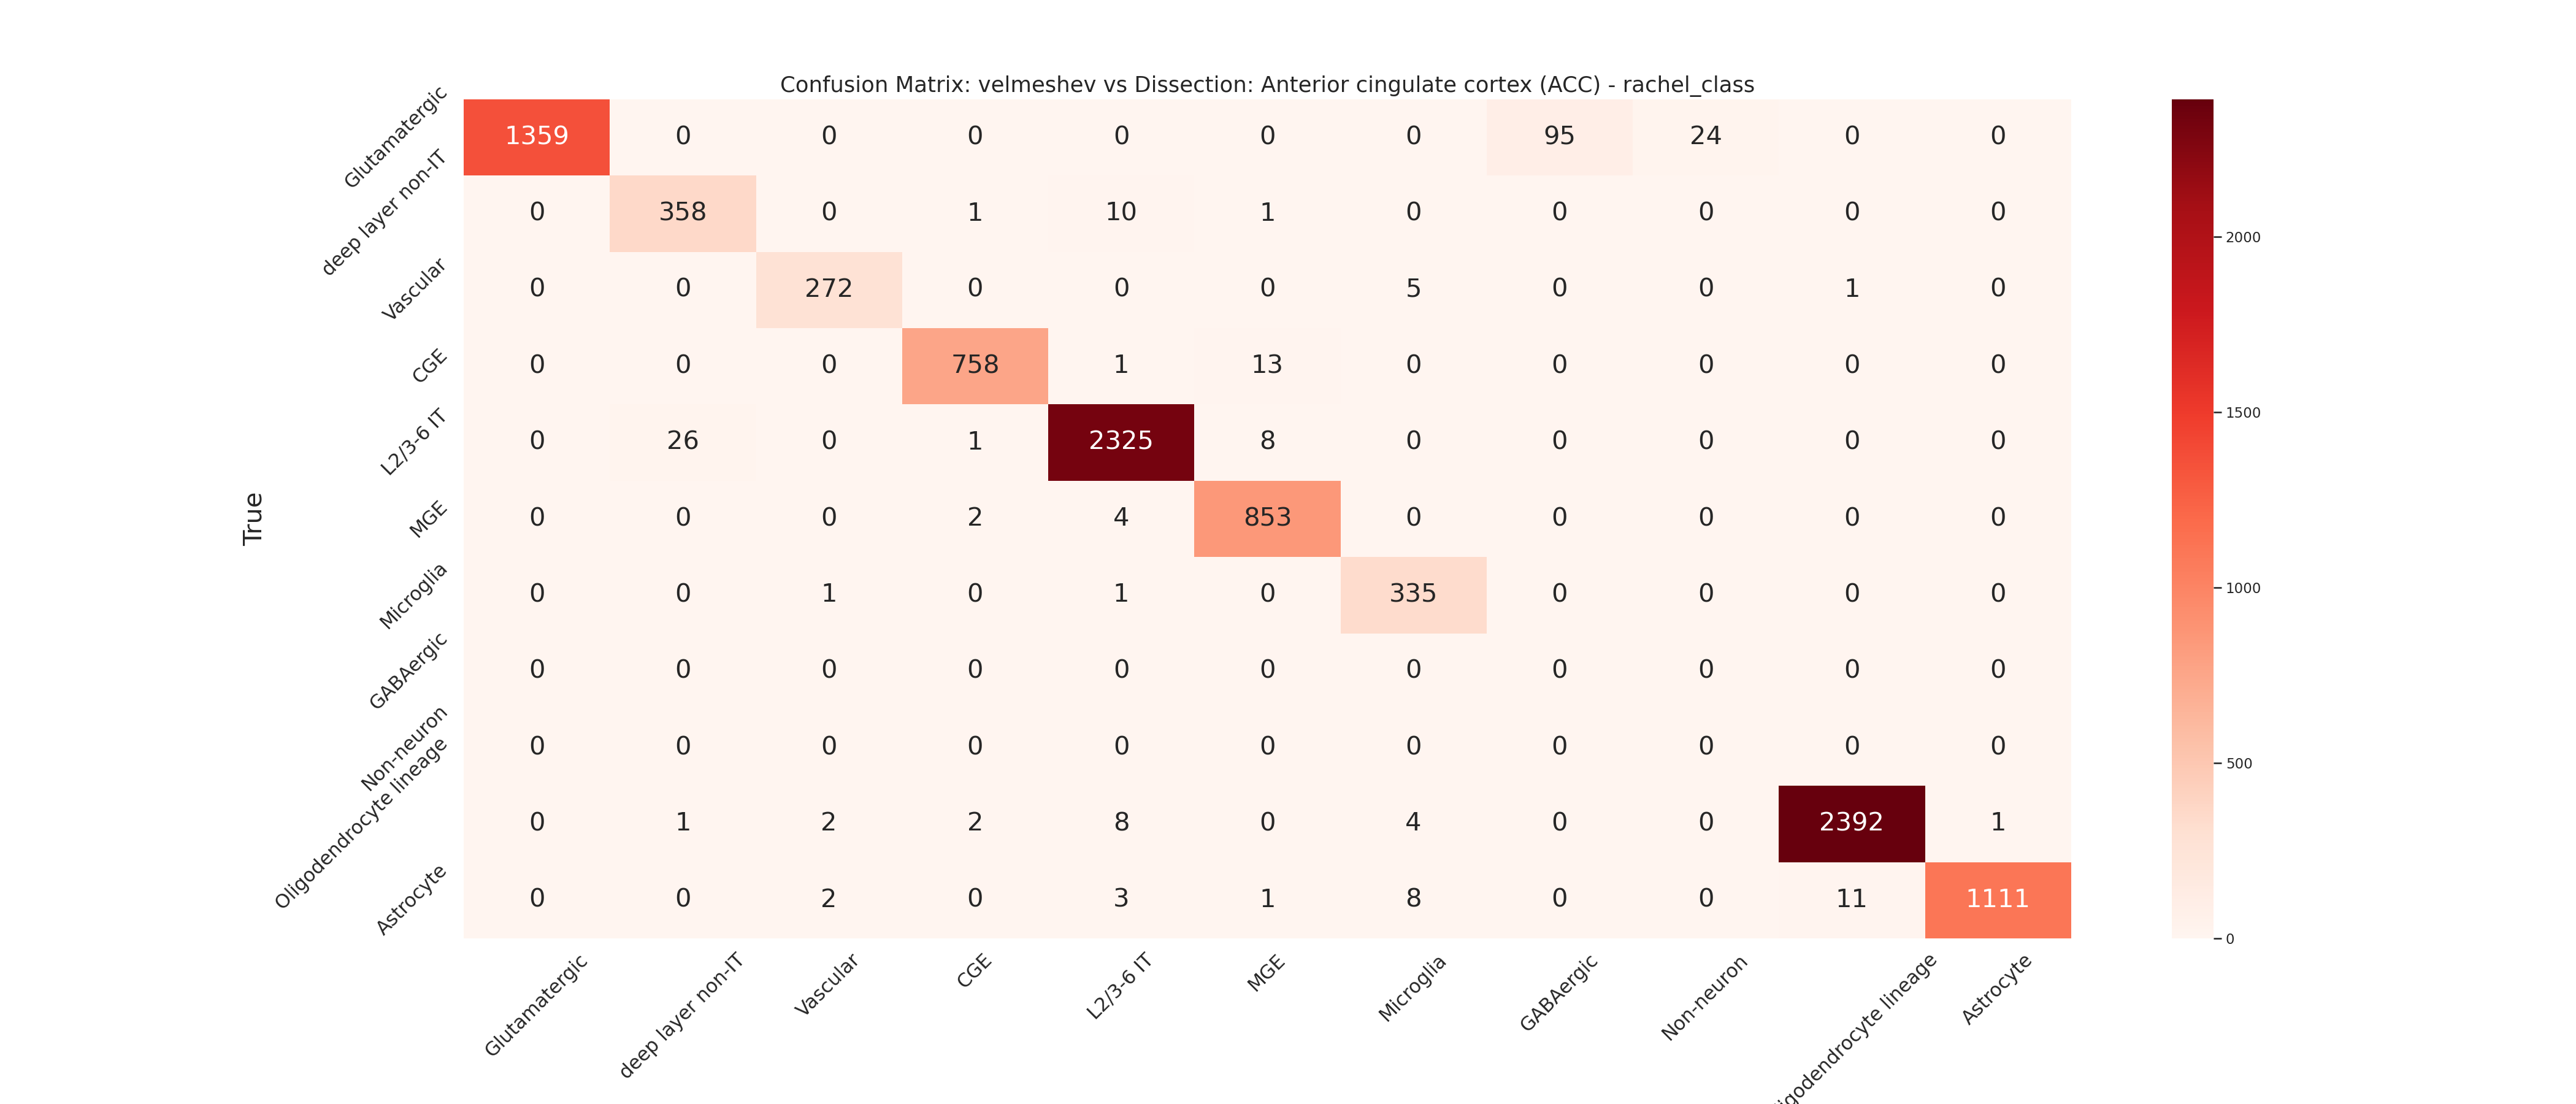 Confusion Matrix: velmeshev vs Dissection: Anterior cingulate cortex (ACC) - rachel_class
Glutamatergic 1359 0 0 0 0 0 0 95 24 0 0
deep layer non-IT 0 358 0 1 10 1 0 0 0 0 0
Vascular 0 0 272 0 0 0 5 0 0 1 0
CGE 0 0 0 758 1 13 0 0 0 0 0
L2/3-6 IT 0 26 0 1 2325 8 0 0 0 0 0
MGE 0 0 0 2 4 853 0 0 0 0 0
Microglia 0 0 1 0 1 0 335 0 0 0 0
GABAergic 0 0 0 0 0 0 0 0 0 0 0
Non-neuron 0 0 0 0 0 0 0 0 0 0 0
Oligodendrocyte lineage 0 1 2 2 8 0 4 0 0 2392 1
Astrocyte 0 0 2 0 3 1 8 0 0 11 1111
True
Glutamatergic deep layer non-IT Vascular CGE L2/3-6 IT MGE Microglia GABAergic Non-neuron igodendrocyte lineage Astrocyte
2000
1500
1000
500
0